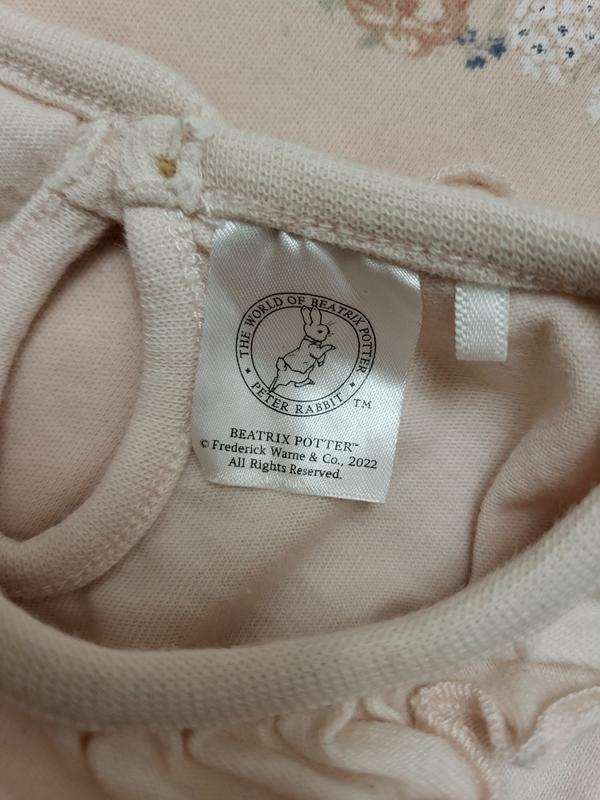 THE WORLD OF BEATRIX POTTER
• PETER RABBIT •
TM
BEATRIX POTTER™
© Frederick Warne & Co., 2022
All Rights Reserved.